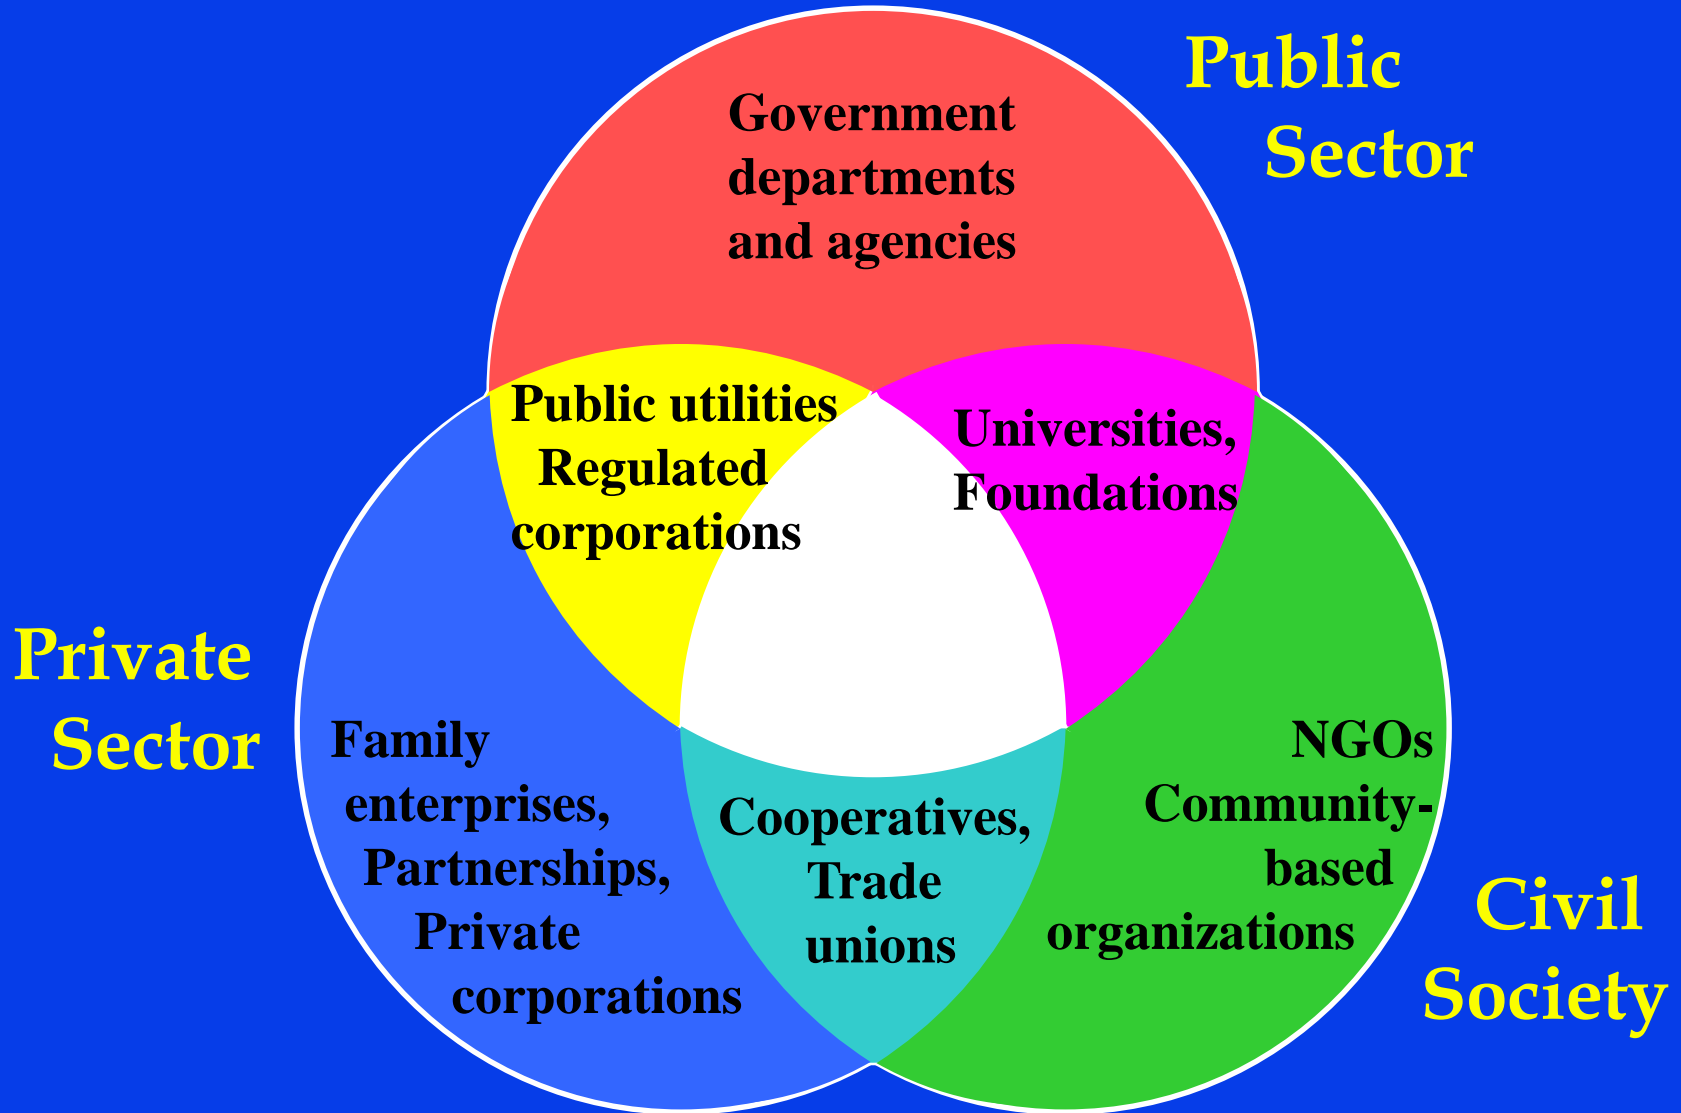 Public
Sector
Government
departments
and agencies
Public utilities
Regulated
corporations
Universities,
Foundations
Private
Sector
Family
enterprises,
Partnerships,
Private
corporations
Cooperatives,
Trade
unions
NGOs
Community-
based
organizations
Civil
Society